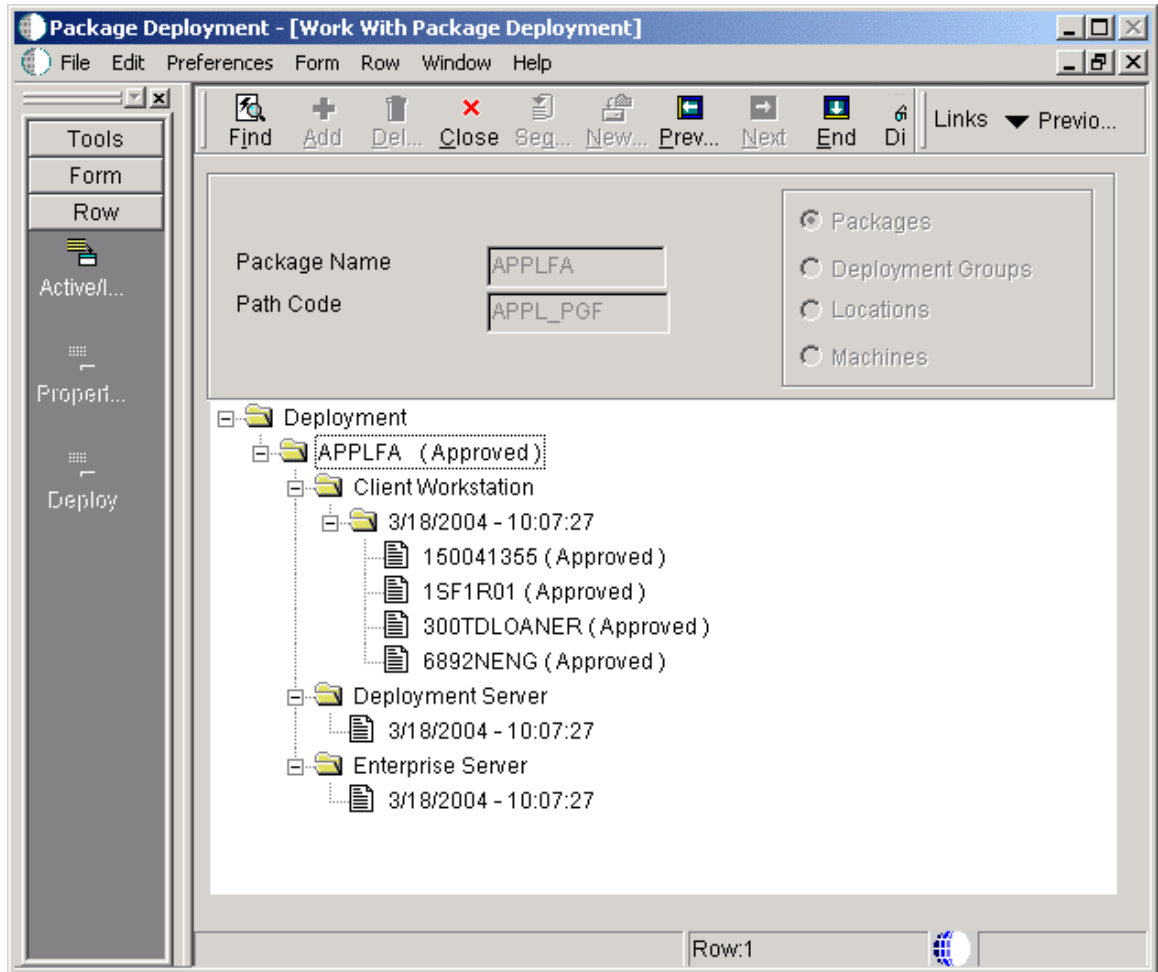 Package Deployment - [Work With Package Deployment]
File Edit Preferences Form Row Window Help
Find Add Del... Close Seq... New... Prev... Next End Di Links Previo...
Tools
Form
Row
Active/I...
Propert...
Deploy
Package Name APPLFA
Path Code APPL_PGF
Packages
Deployment Groups
Locations
Machines
Deployment
APPLFA (Approved)
Client Workstation
3/18/2004 - 10:07:27
150041355 (Approved)
1SF1R01 (Approved)
300TDLOANER (Approved)
6892NENG (Approved)
Deployment Server
3/18/2004 - 10:07:27
Enterprise Server
3/18/2004 - 10:07:27
Row:1